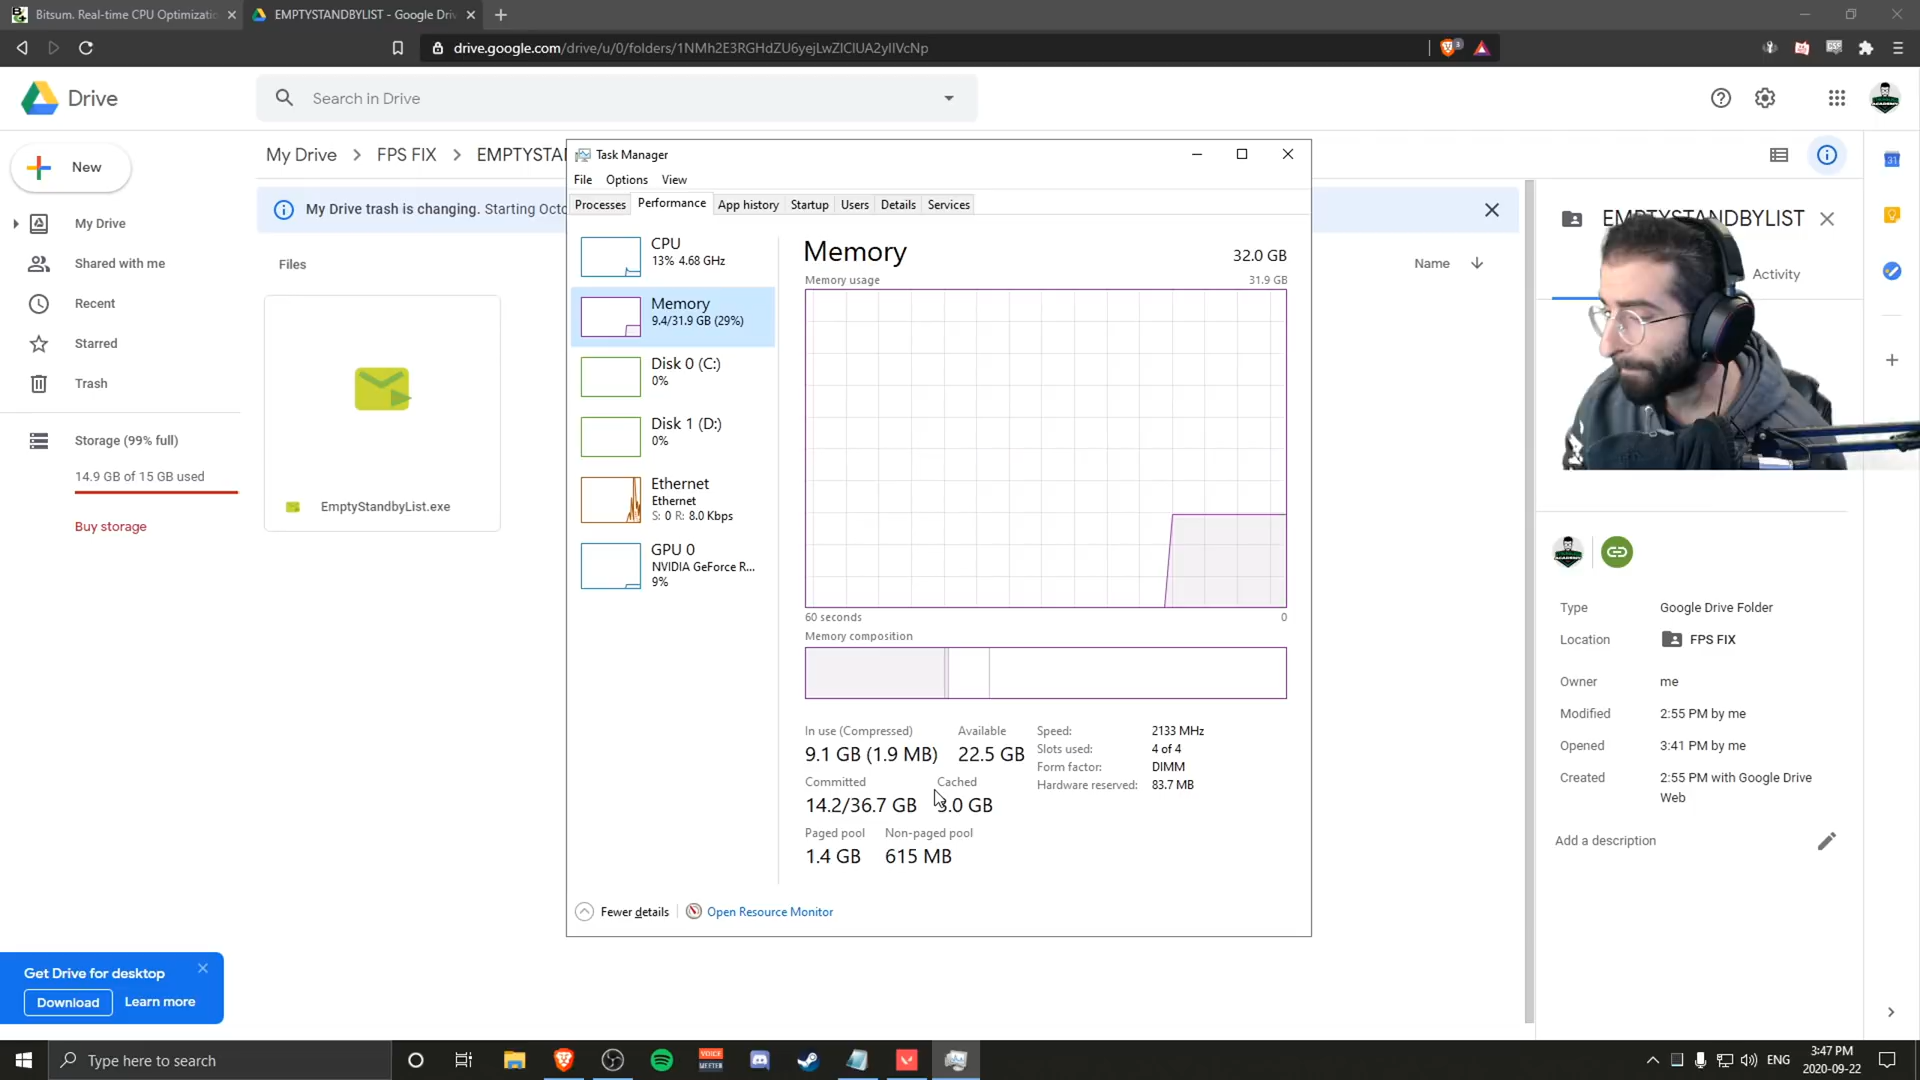 Bitsum. Real-time CPU Optimizatio
EMPTYSTANDBYLIST - Google Driv
drive.google.com/drive/u/0/folders/1NMh2E3RGHdZU6yejLwZlClUA2yIlVcNp
Drive
Search in Drive
New
My Drive
Shared with me
Recent
Starred
Trash
Storage (99% full)
14.9 GB of 15 GB used
Buy storage
Get Drive for desktop
Download
Learn more
My Drive > FPS FIX > EMPTYSTAN
My Drive trash is changing. Starting Octo
Files
Name
EmptyStandbyList.exe
Task Manager
File Options View
Processes Performance App history Startup Users Details Services
CPU
13% 4.68 GHz
Memory
9.4/31.9 GB (29%)
Disk 0 (C:)
0%
Disk 1 (D:)
0%
Ethernet
Ethernet
S: 0 R: 8.0 Kbps
GPU 0
NVIDIA GeForce R...
9%
Memory 32.0 GB
Memory usage 31.9 GB
60 seconds 0
Memory composition
In use (Compressed) Available
9.1 GB (1.9 MB) 22.5 GB
Committed Cached
14.2/36.7 GB 3.0 GB
Paged pool Non-paged pool
1.4 GB 615 MB
Speed: 2133 MHz
Slots used: 4 of 4
Form factor: DIMM
Hardware reserved: 83.7 MB
Fewer details
Open Resource Monitor
EMPTYSTANDBYLIST
Activity
Type Google Drive Folder
Location FPS FIX
Owner me
Modified 2:55 PM by me
Opened 3:41 PM by me
Created 2:55 PM with Google Drive
Web
Add a description
Type here to search
VOICE
MEETER
ENG
3:47 PM
2020-09-22